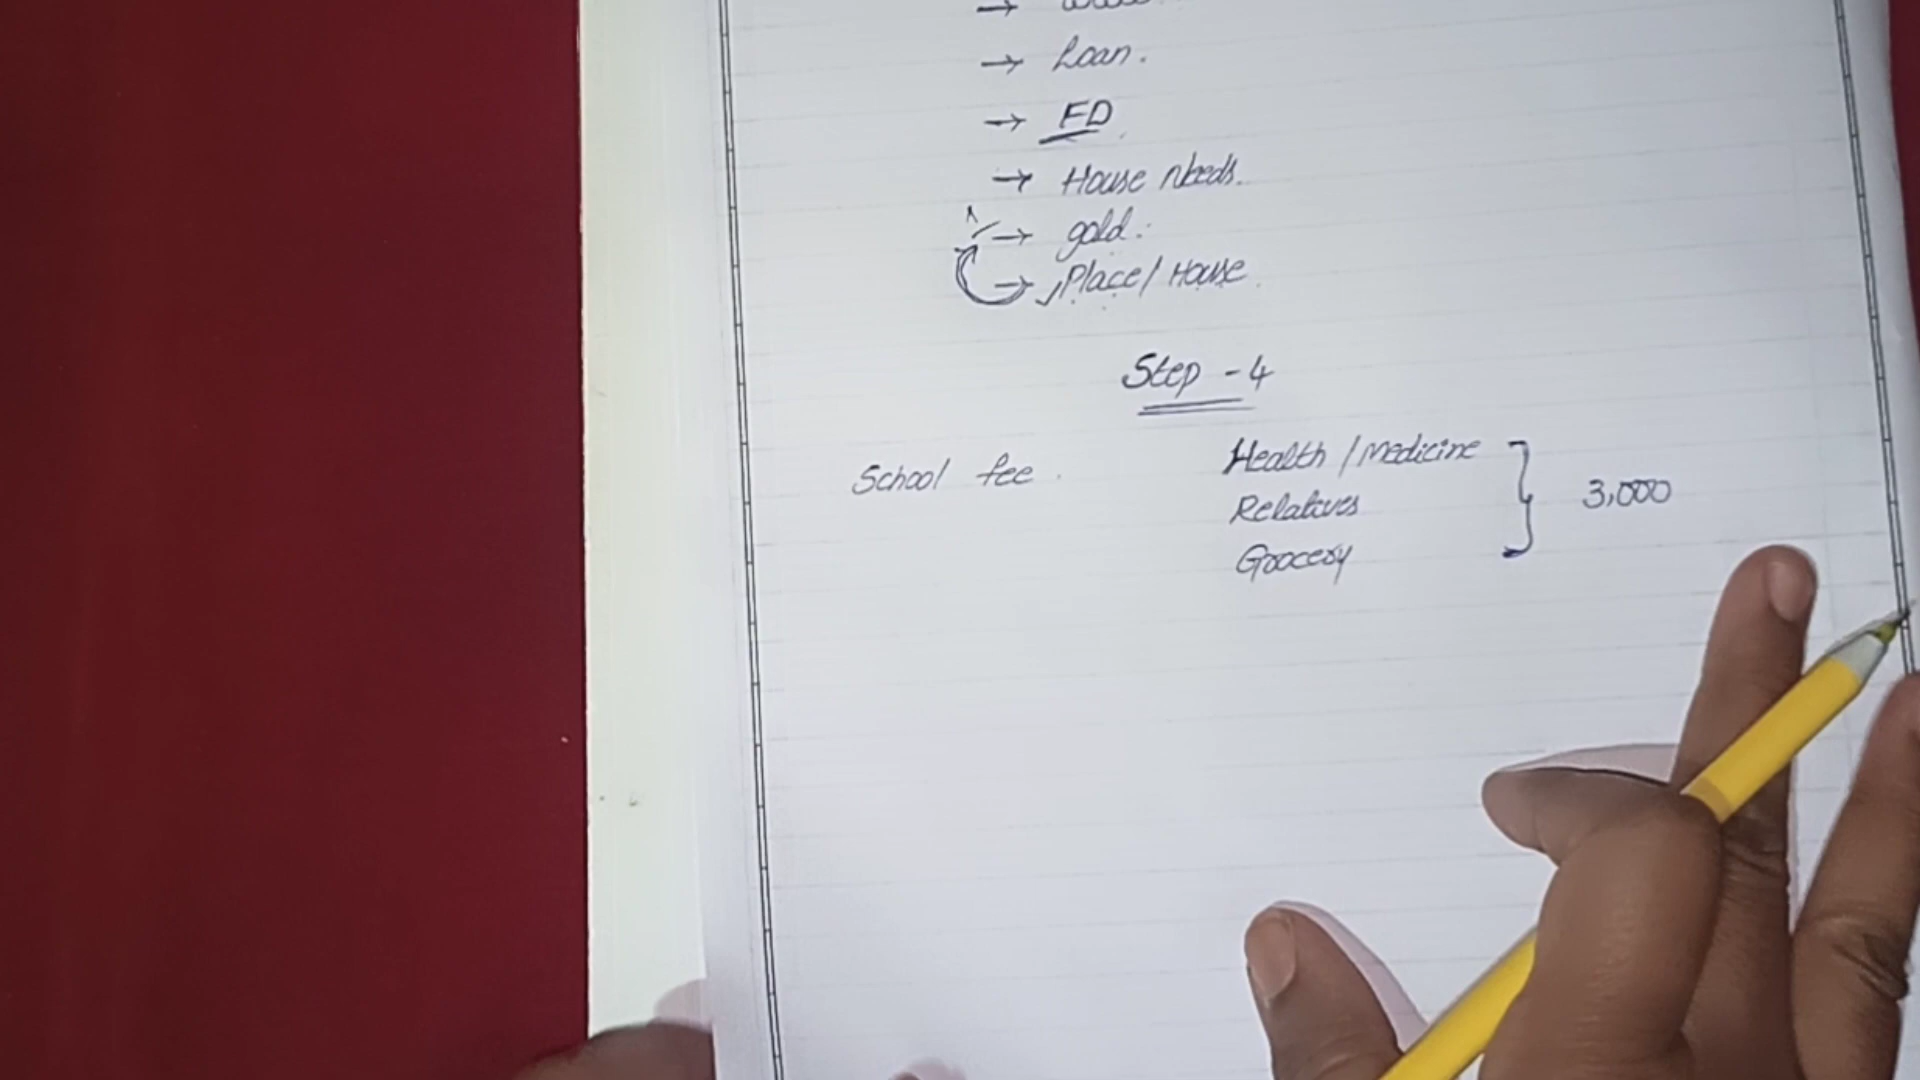 → Loan.
→ FD
→ House Needs.
→ gold.
→ Place / House
Step - 4
School fee.
Health / Medicine
Relatives
Grocery
3,000